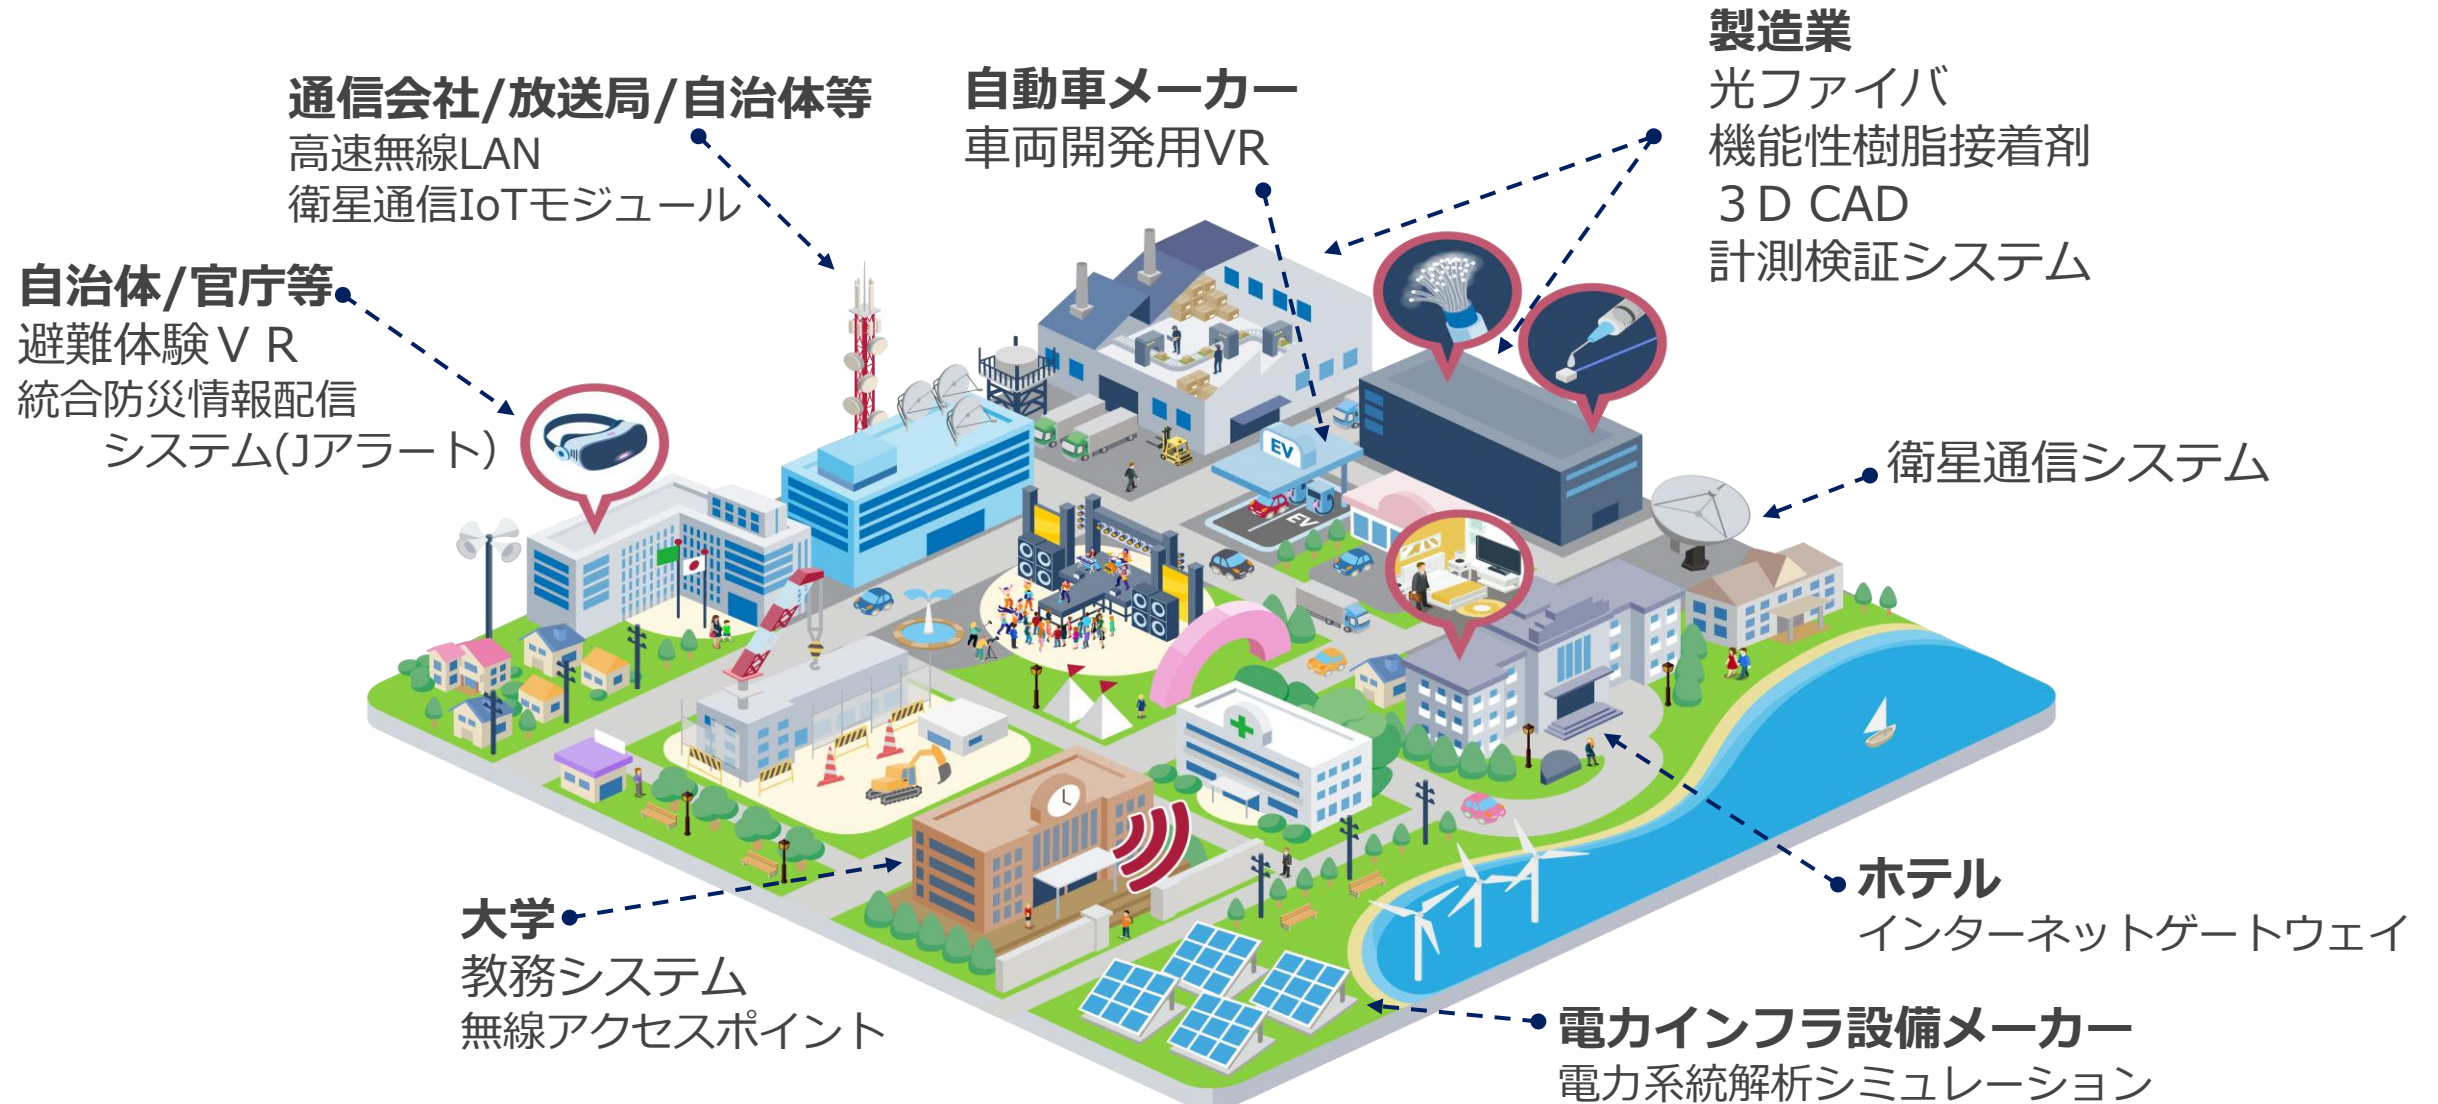 製造業
光ファイバ
機能性樹脂接着剤
３D CAD
計測検証システム
自動車メーカー
車両開発用VR
通信会社/放送局/自治体等
高速無線LAN
衛星通信IoTモジュール
自治体/官庁等
避難体験ＶＲ
統合防災情報配信
システム(Jアラート）
衛星通信システム
EV
EV
大学
教務システム
無線アクセスポイント
ホテル
インターネットゲートウェイ
電力インフラ設備メーカー
電力系統解析シミュレーション